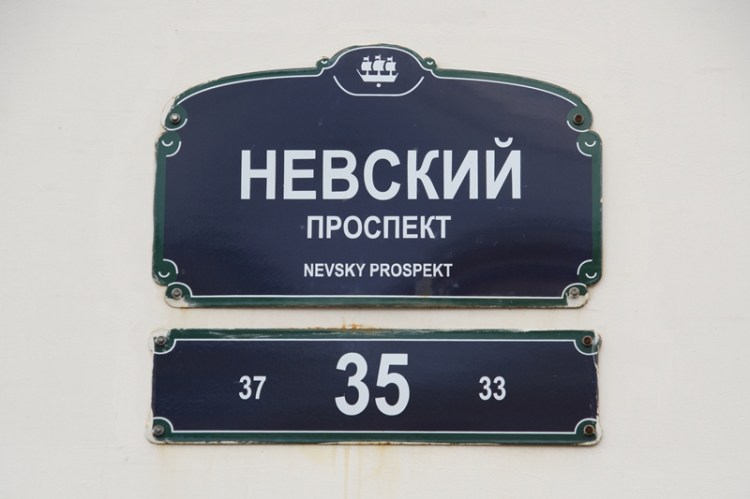 НЕВСКИЙ
ПРОСПЕКТ
NEVSKY PROSPEKT
37 35 33